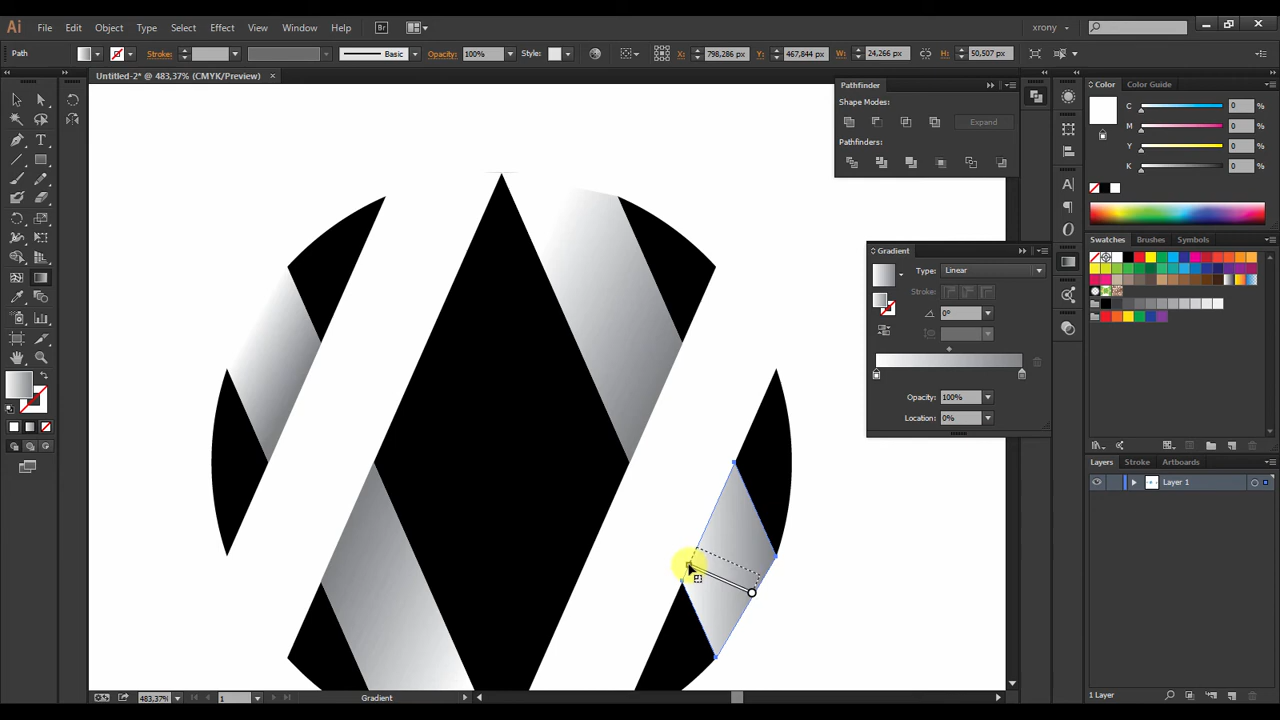 Ai File Edit Object Type Select Effect View Window Help Br xrony
Path Stroke: Basic Opacity: 100% Style: X: 798,286 px Y: 467,844 px W: 24,266 px H: 50,507 px
Untitled-2* @ 483,37% (CMYK/Preview) ×
Pathfinder
Shape Modes:
Expand
Pathfinders:
Gradient
Type: Linear
Stroke:
0°
Opacity: 100%
Location: 0%
Color Color Guide
C 0 %
M 0 %
Y 0 %
K 0 %
Swatches Brushes Symbols
Layers Stroke Artboards
Layer 1
1 Layer
483,37% 1 Gradient